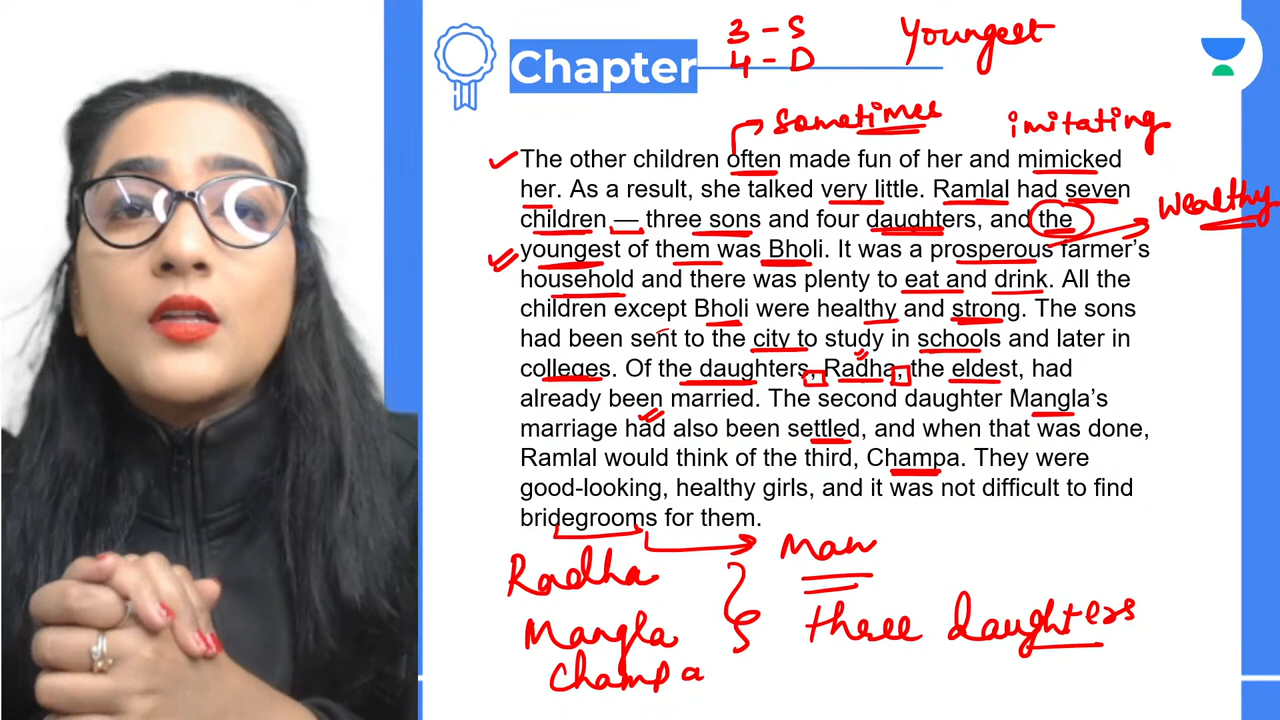 3 - S
4 - D
Youngest
Chapter
Sometimes
imitating
The other children often made fun of her and mimicked
her. As a result, she talked very little. Ramlal had seven
children — three sons and four daughters, and the
wealthy
youngest of them was Bholi. It was a prosperous farmer's
household and there was plenty to eat and drink. All the
children except Bholi were healthy and strong. The sons
had been sent to the city to study in schools and later in
colleges. Of the daughters, Radha, the eldest, had
already been married. The second daughter Mangla's
marriage had also been settled, and when that was done,
Ramlal would think of the third, Champa. They were
good-looking, healthy girls, and it was not difficult to find
bridegrooms for them.
Man
Radha
Mangla
Champa
three daughters